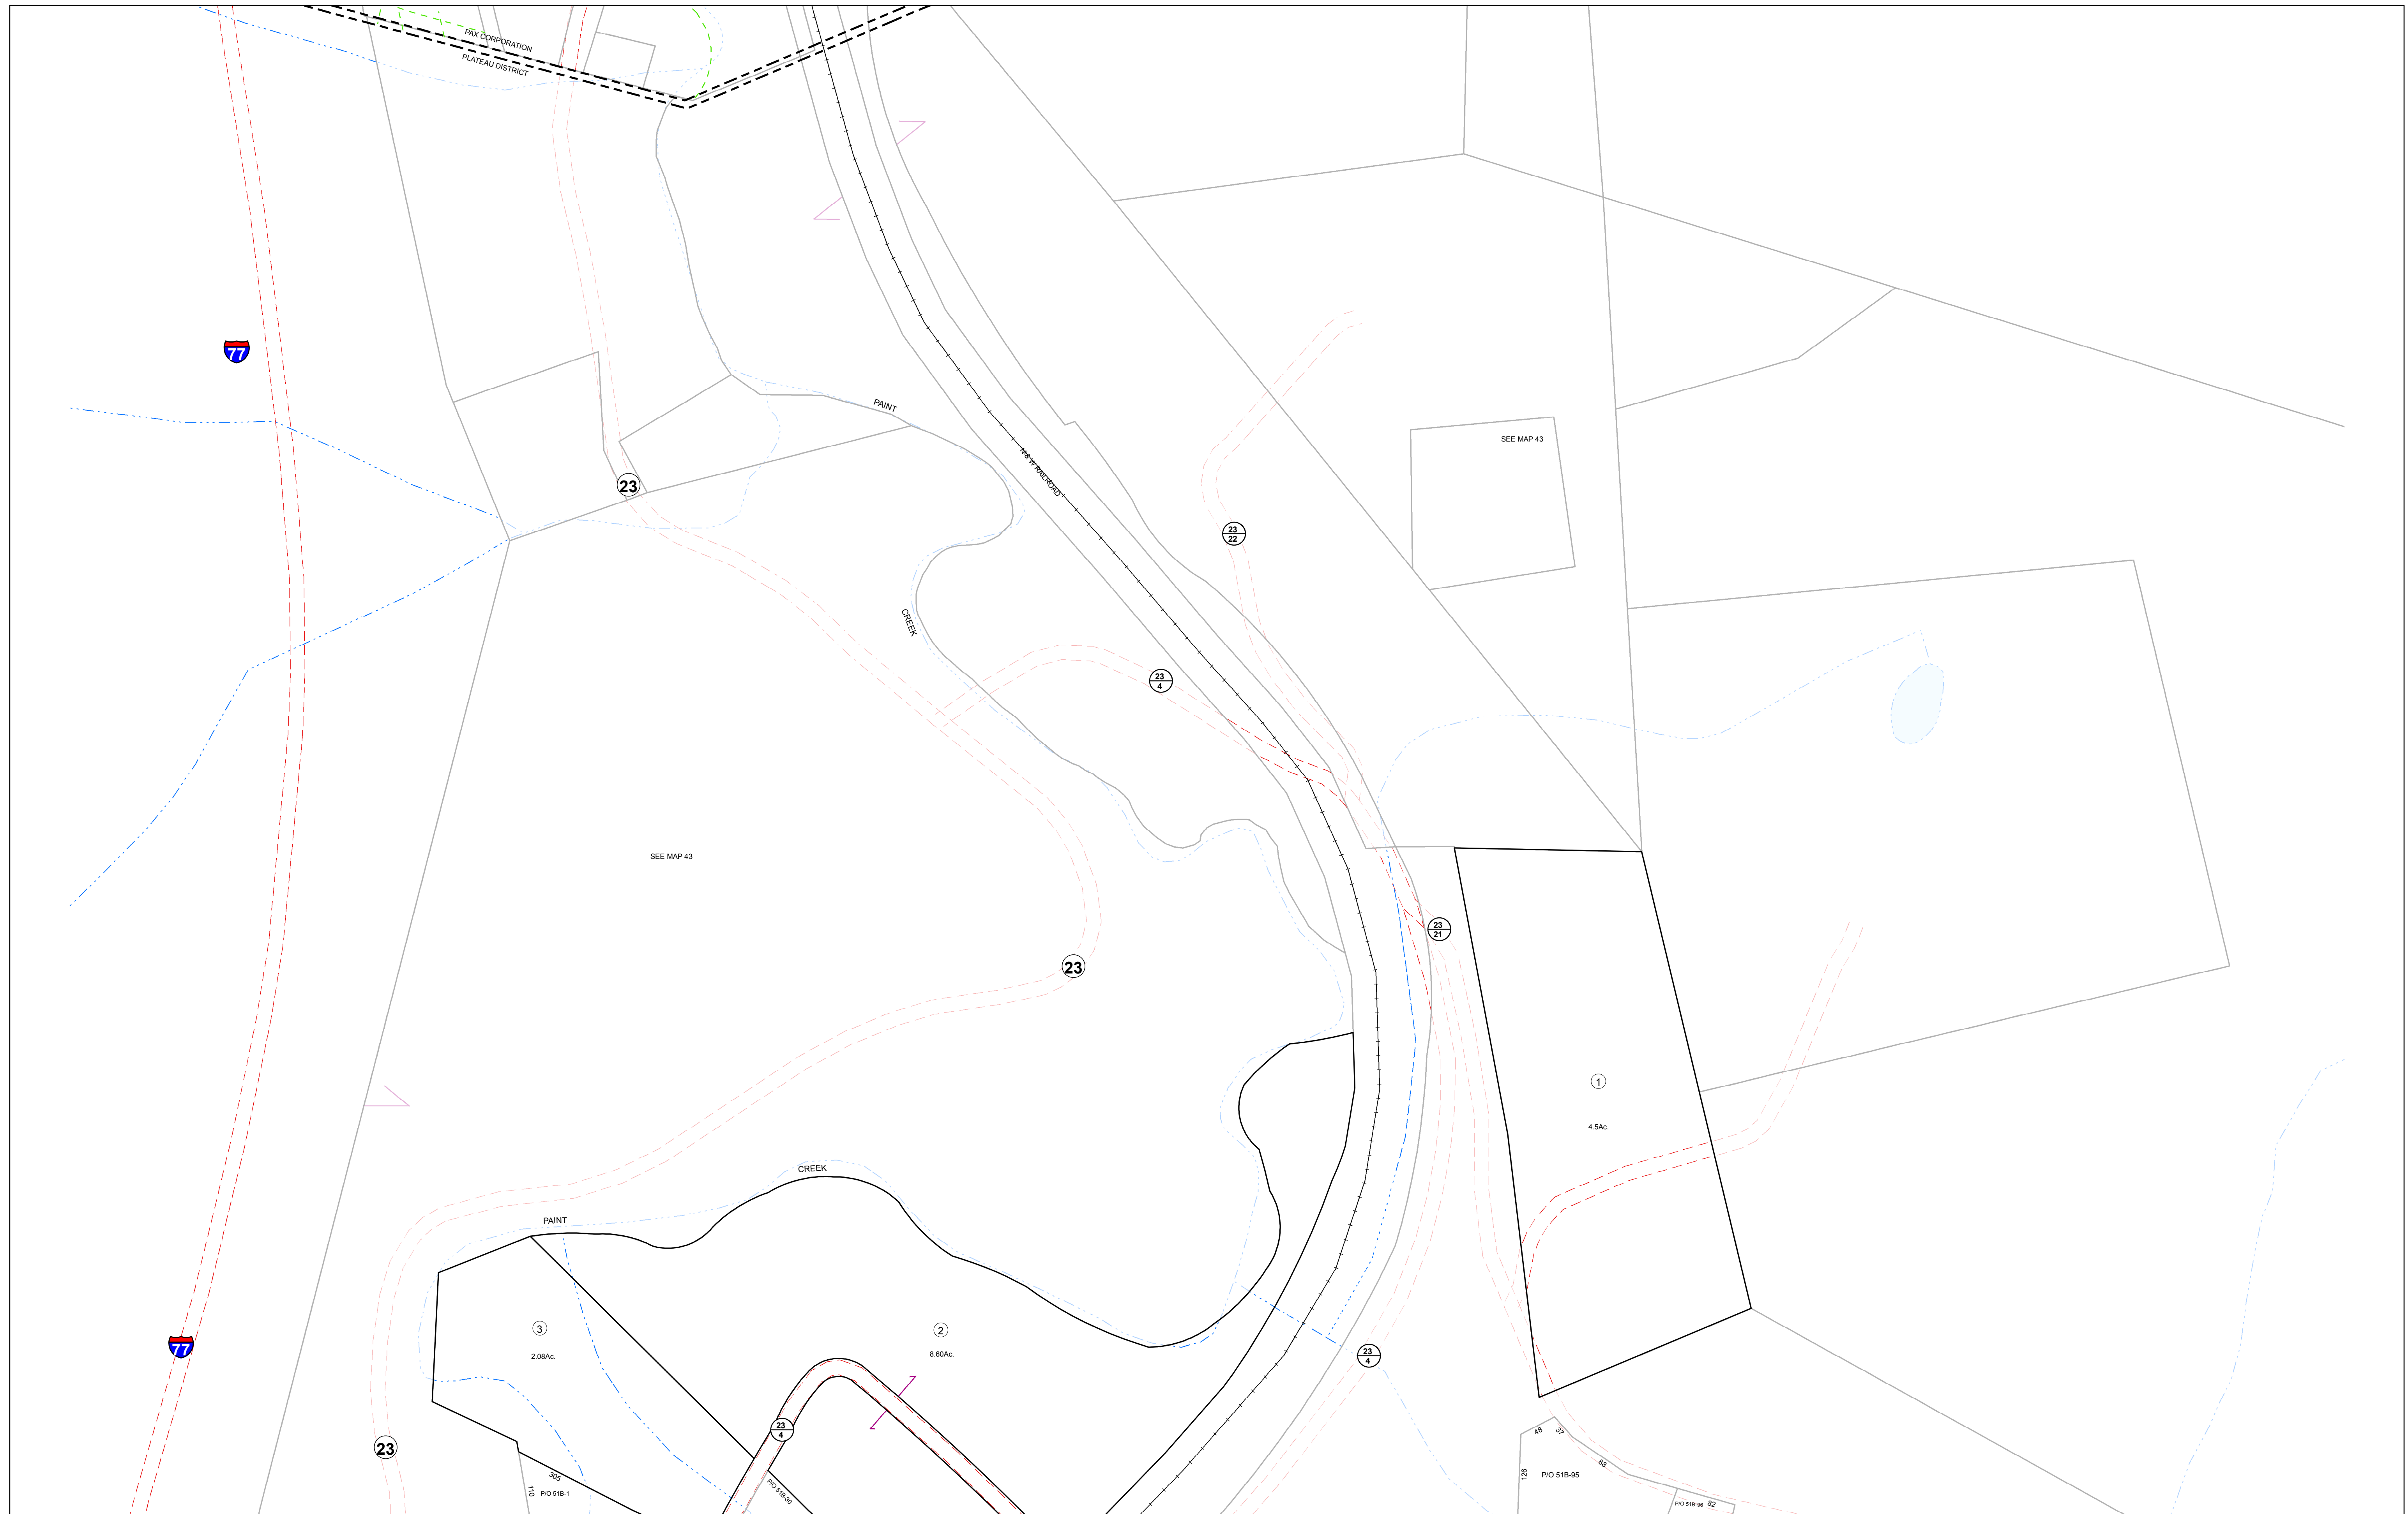 PAX CORPORATION
PLATEAU DISTRICT
77
PAINT
SEE MAP 43
N & W RAILROAD
23
23
22
CREEK
23
4
SEE MAP 43
23
21
23
1
4.5Ac.
CREEK
PAINT
3
2
77
2.08Ac.
8.60Ac.
23
4
23
4
23
48
37
88
305
126
P/O 51B-95
110
P/O 51B-1
P/O 51B-30
P/O 51B-96
82